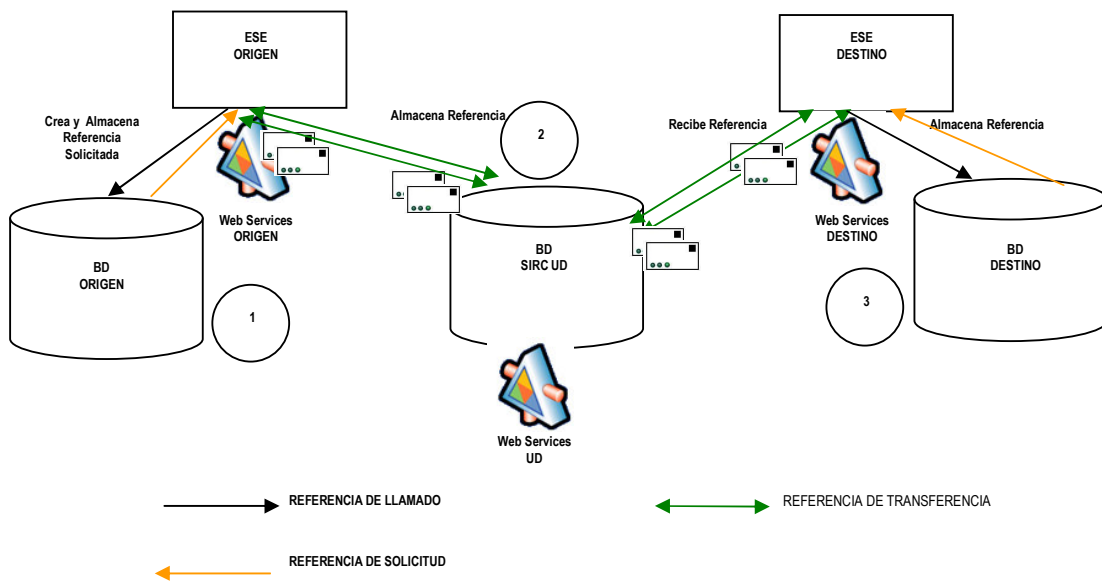 ESE
ORIGEN
ESE
DESTINO
Crea y Almacena
Referencia
Solicitada
Almacena Referencia
2
Recibe Referencia
Almacena Referencia
Web Services
ORIGEN
Web Services
DESTINO
BD
ORIGEN
BD
SIRC UD
BD
DESTINO
1
3
Web Services
UD
REFERENCIA DE LLAMADO
REFERENCIA DE TRANSFERENCIA
REFERENCIA DE SOLICITUD